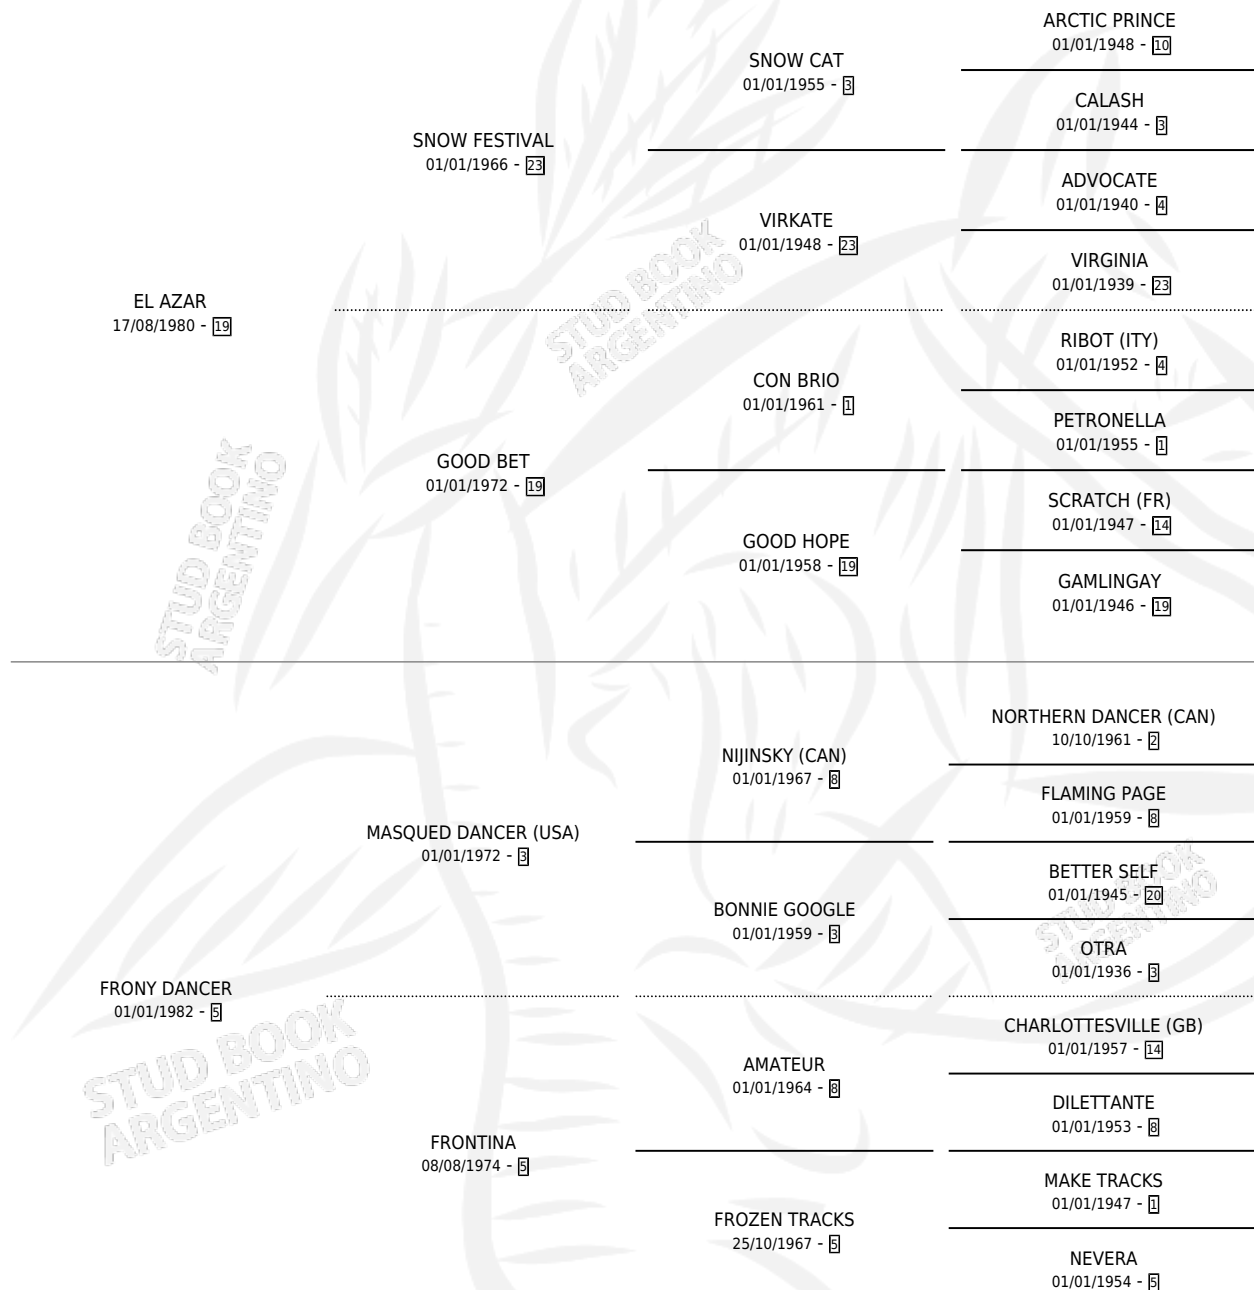 ARCTIC PRINCE
01/01/1948 - 10
SNOW CAT
01/01/1955 - 3
CALASH
01/01/1944 - 3
SNOW FESTIVAL
01/01/1966 - 23
ADVOCATE
01/01/1940 - 4
VIRKATE
01/01/1948 - 23
VIRGINIA
01/01/1939 - 23
EL AZAR
17/08/1980 - 19
RIBOT (ITY)
01/01/1952 - 4
CON BRIO
01/01/1961 - 1
PETRONELLA
01/01/1955 - 1
GOOD BET
01/01/1972 - 19
SCRATCH (FR)
01/01/1947 - 14
GOOD HOPE
01/01/1958 - 19
GAMLINGAY
01/01/1946 - 19
NORTHERN DANCER (CAN)
10/10/1961 - 2
NIJINSKY (CAN)
01/01/1967 - 8
FLAMING PAGE
01/01/1959 - 8
MASQUED DANCER (USA)
01/01/1972 - 3
BETTER SELF
01/01/1945 - 20
BONNIE GOOGLE
01/01/1959 - 3
OTRA
01/01/1936 - 3
FRONY DANCER
01/01/1982 - 5
CHARLOTTESVILLE (GB)
01/01/1957 - 14
AMATEUR
01/01/1964 - 8
DILETTANTE
01/01/1953 - 8
FRONTINA
08/08/1974 - 5
MAKE TRACKS
01/01/1947 - 1
FROZEN TRACKS
25/10/1967 - 5
NEVERA
01/01/1954 - 5
STUD BOOK
ARGENTINO
STUD BOOK
ARGENTINO
STUD BOOK
ARGENTINO
STUD BOOK
ARGENTINO